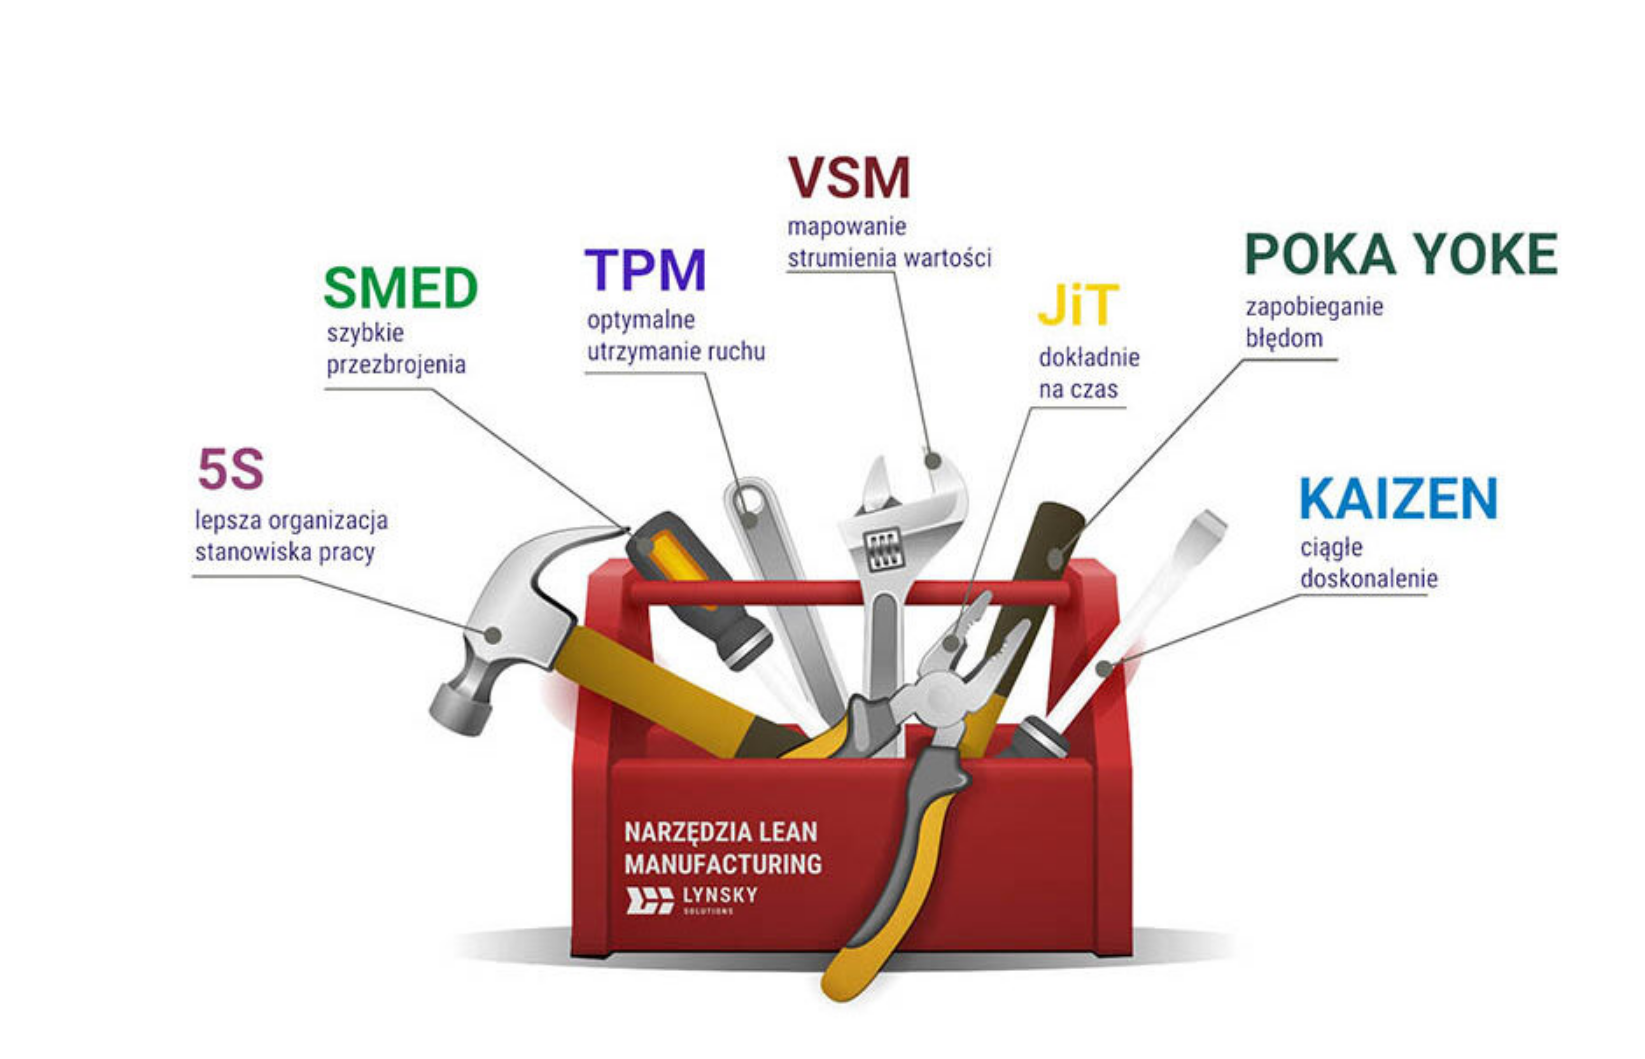 VSM
mapowanie
strumienia wartości
POKA YOKE
zapobieganie
błędom
TPM
optymalne
utrzymanie ruchu
SMED
szybkie
przezbrojenia
JiT
dokładnie
na czas
5S
lepsza organizacja
stanowiska pracy
KAIZEN
ciągłe
doskonalenie
NARZĘDZIA LEAN
MANUFACTURING
LYNSKY
SOLUTIONS